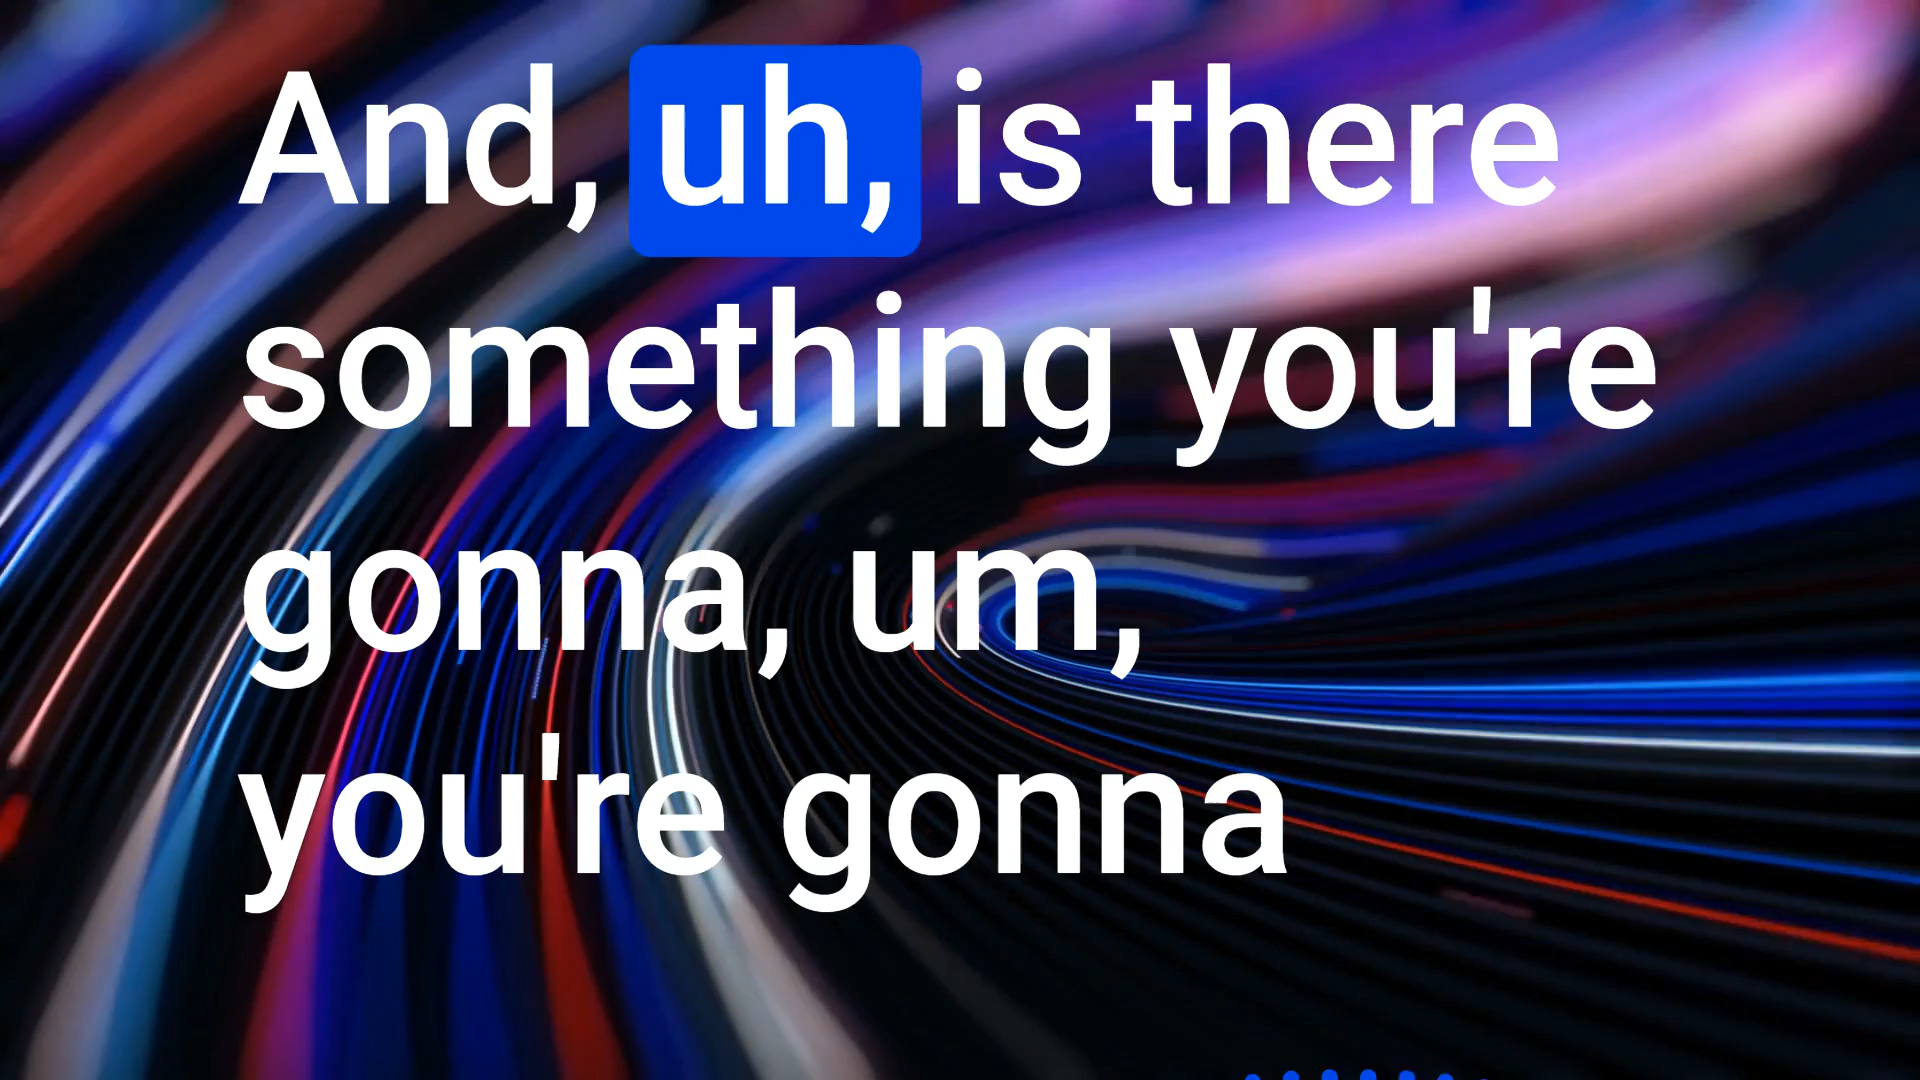 And, uh, is there
something you're
gonna, um,
you're gonna